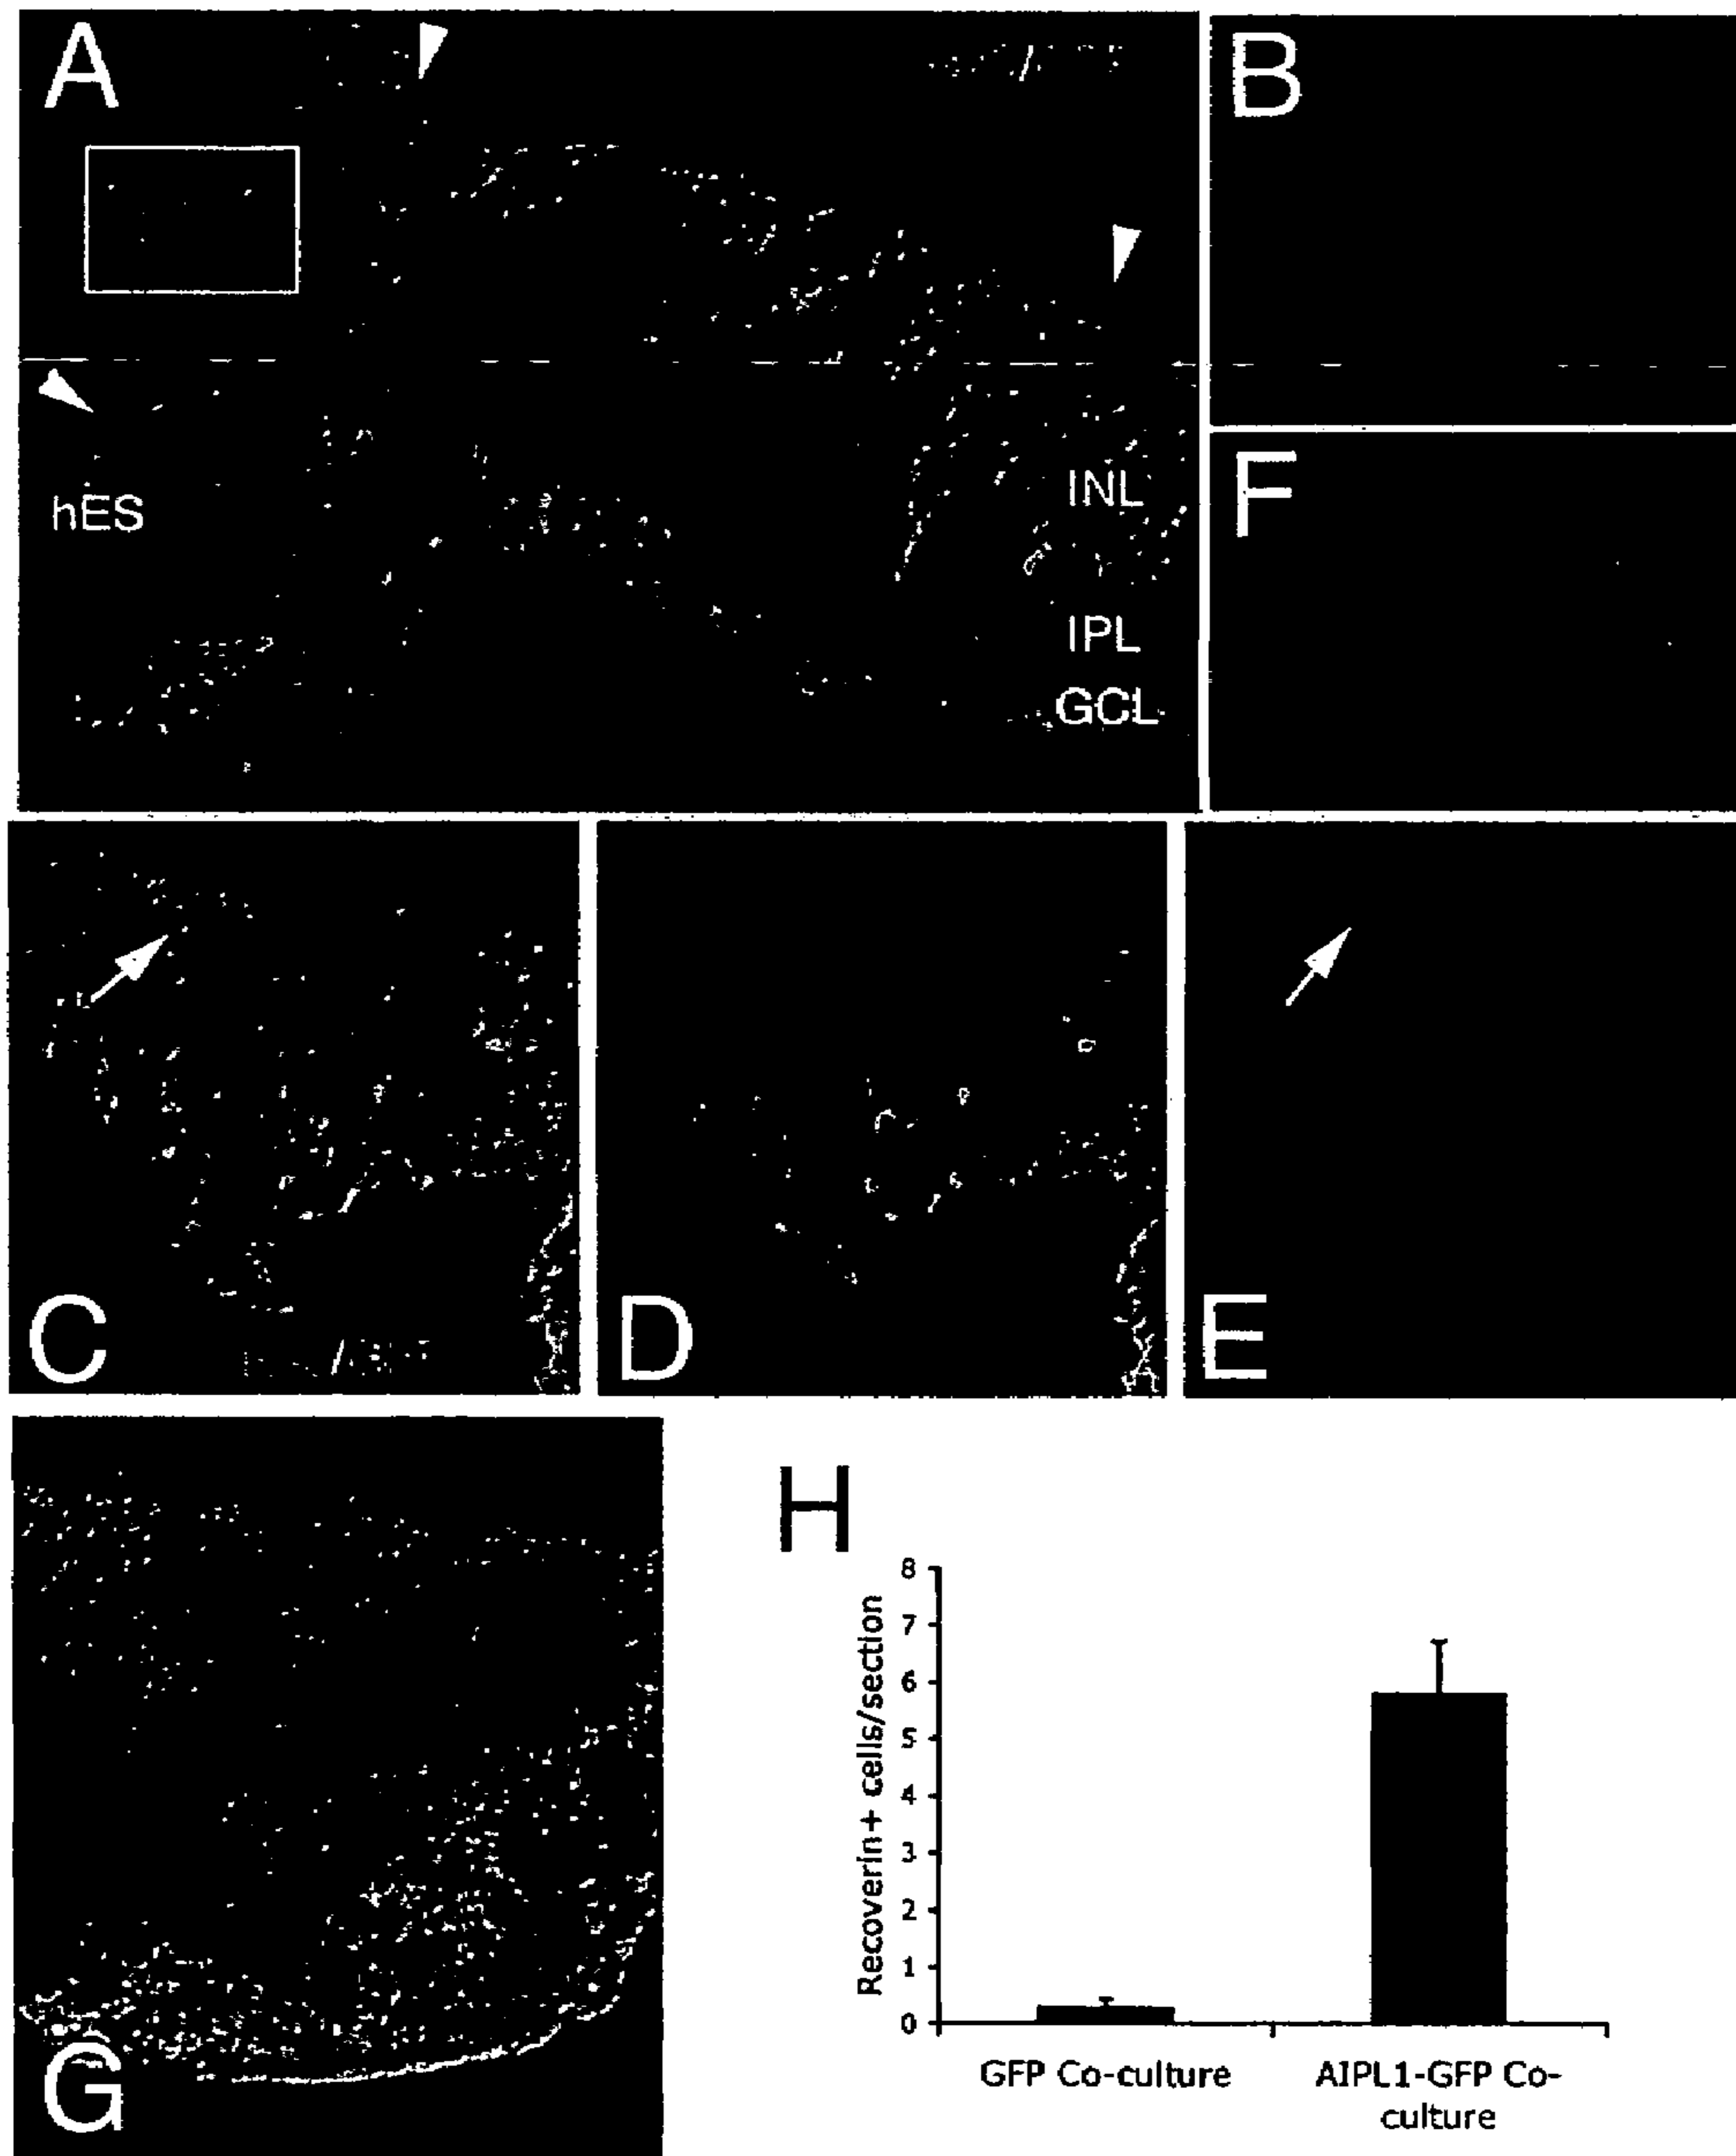 A
B
hES
INL
IPL
GCL
F
C
D
E
G
H
8
7
6
5
4
3
2
1
0
Recoverin+ cells/section
GFP Co-culture
AIPL1-GFP Co-
culture